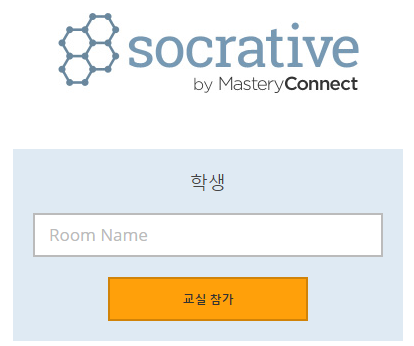 socrative
by MasteryConnect
학생
Room Name
교실 참가